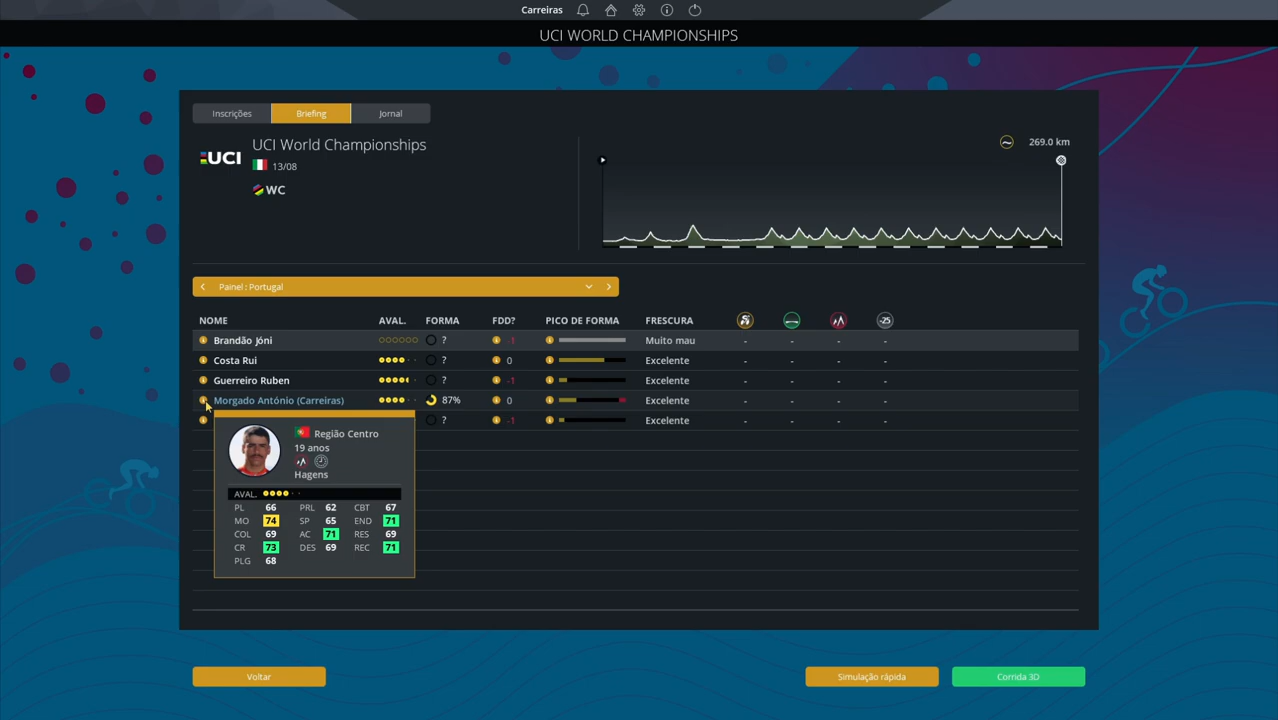 Carreiras
UCI WORLD CHAMPIONSHIPS
Inscrições Briefing Jornal
UCI UCI World Championships
13/08
WC
269.0 km
Painel : Portugal
NOME AVAL. FORMA FDD? PICO DE FORMA FRESCURA -25
Brandão Jóni ? -1 Muito mau - - - -
Costa Rui ? 0 Excelente - - - -
Guerreiro Ruben ? -1 Excelente - - - -
Morgado António (Carreiras) 87% 0 Excelente - - - -
? -1 Excelente - - - -
Região Centro
19 anos
Hagens
AVAL.
PL 66 PRL 62 CBT 67
MO 74 SP 65 END 71
COL 69 AC 71 RES 69
CR 73 DES 69 REC 71
PLG 68
Voltar Simulação rápida Corrida 3D